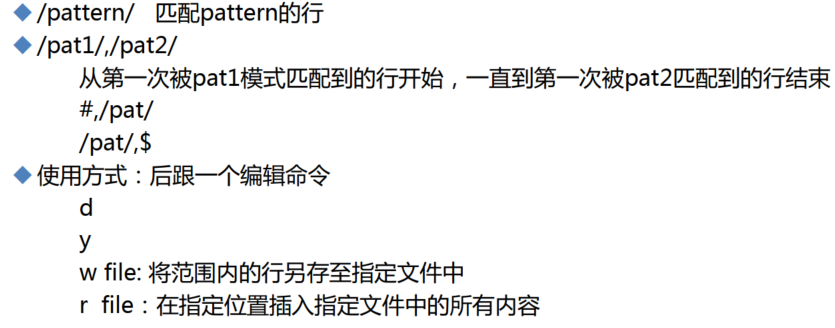 ◆ /pattern/ 匹配pattern的行
◆ /pat1/,/pat2/
从第一次被pat1模式匹配到的行开始，一直到第一次被pat2匹配到的行结束
#,/pat/
/pat/,$
◆ 使用方式：后跟一个编辑命令
d
y
w file: 将范围内的行另存至指定文件中
r file：在指定位置插入指定文件中的所有内容